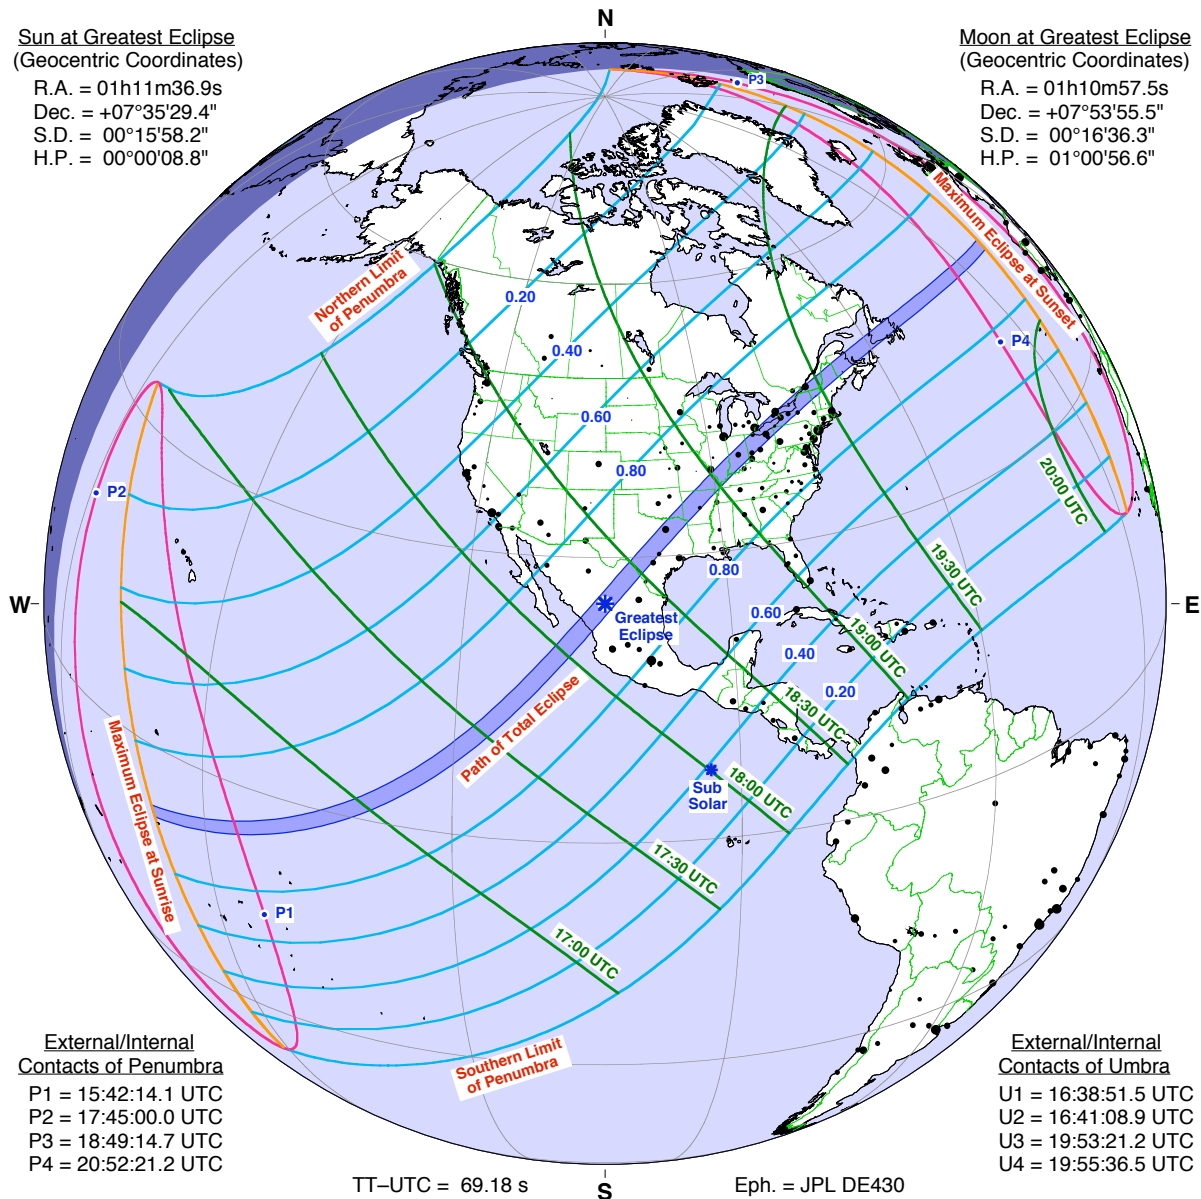 N
Sun at Greatest Eclipse
(Geocentric Coordinates)
R.A. = 01h11m36.9s
Dec. = +07°35'29.4"
S.D. = 00°15'58.2"
H.P. = 00°00'08.8"
Moon at Greatest Eclipse
(Geocentric Coordinates)
R.A. = 01h10m57.5s
Dec. = +07°53'55.5"
S.D. = 00°16'36.3"
H.P. = 01°00'56.6"
P3
Maximum Eclipse at Sunset
Northern Limit
of Penumbra
0.20
P4
0.40
0.60
0.80
P2
20:00 UTC
0.80
19:30 UTC
W
E
Greatest
Eclipse
0.60
19:00 UTC
0.40
0.20
18:30 UTC
Path of Total Eclipse
Maximum Eclipse at Sunrise
Sub
Solar
18:00 UTC
17:30 UTC
P1
17:00 UTC
Southern Limit
of Penumbra
External/Internal
Contacts of Penumbra
P1 = 15:42:14.1 UTC
P2 = 17:45:00.0 UTC
P3 = 18:49:14.7 UTC
P4 = 20:52:21.2 UTC
External/Internal
Contacts of Umbra
U1 = 16:38:51.5 UTC
U2 = 16:41:08.9 UTC
U3 = 19:53:21.2 UTC
U4 = 19:55:36.5 UTC
TT–UTC = 69.18 s
S
Eph. = JPL DE430